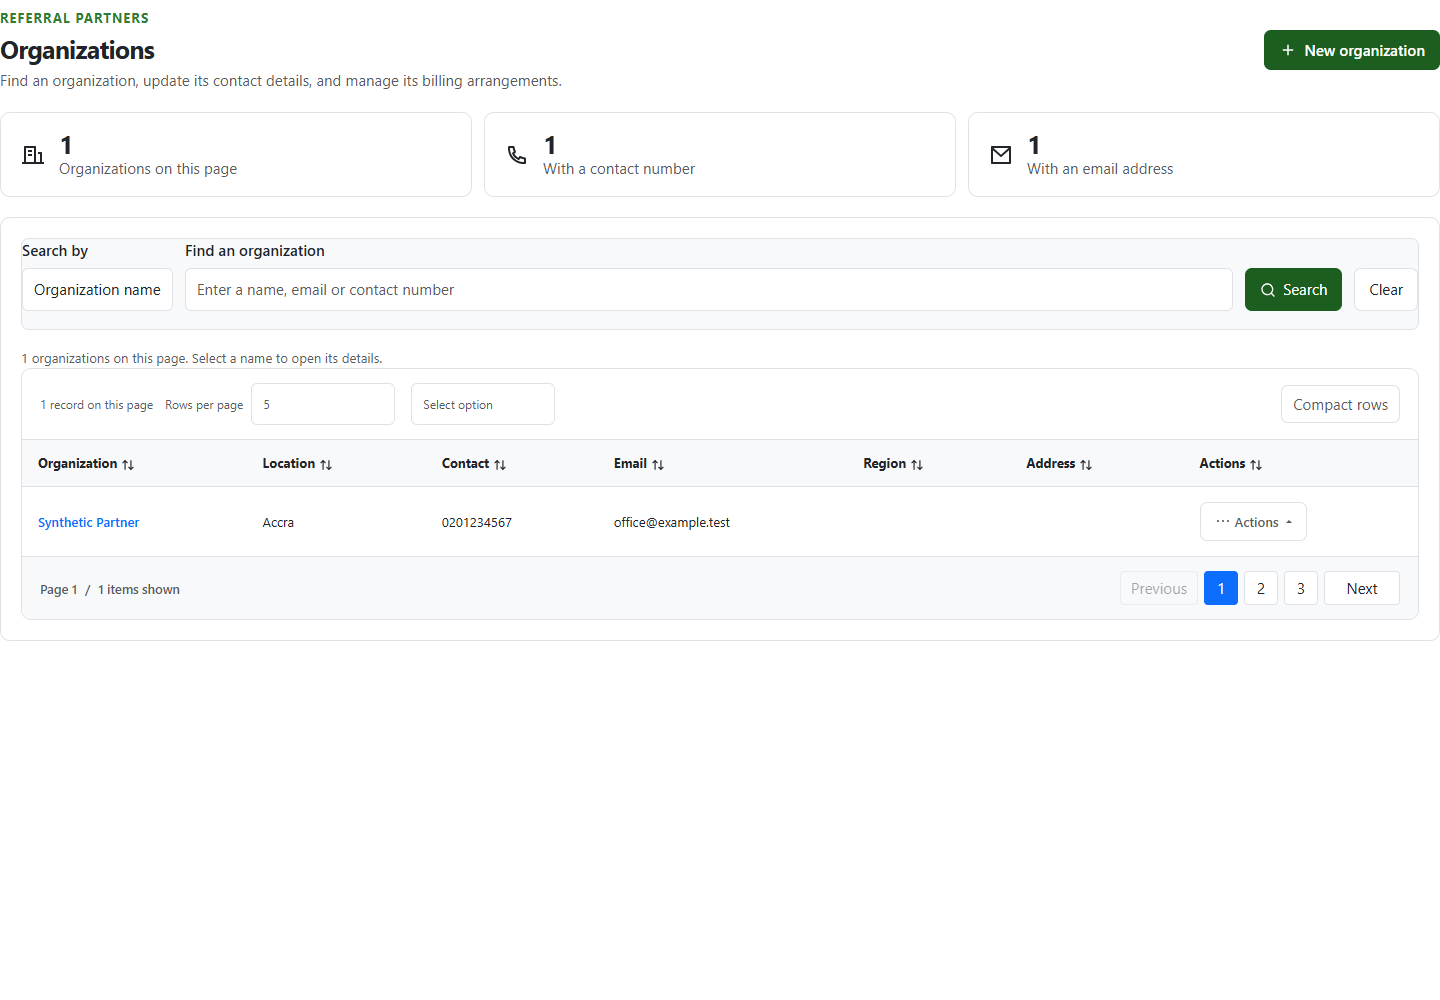 REFERRAL PARTNERS
Organizations
New organization
Find an organization, update its contact details, and manage its billing arrangements.
1
Organizations on this page
1
With a contact number
1
With an email address
Search by
Find an organization
Organization name
Enter a name, email or contact number
Search
Clear
1 organizations on this page. Select a name to open its details.
1 record on this page Rows per page 5 Select option Compact rows
Organization Location Contact Email Region Address Actions
Synthetic Partner Accra 0201234567 office@example.test ··· Actions
Page 1 / 1 items shown Previous 1 2 3 Next